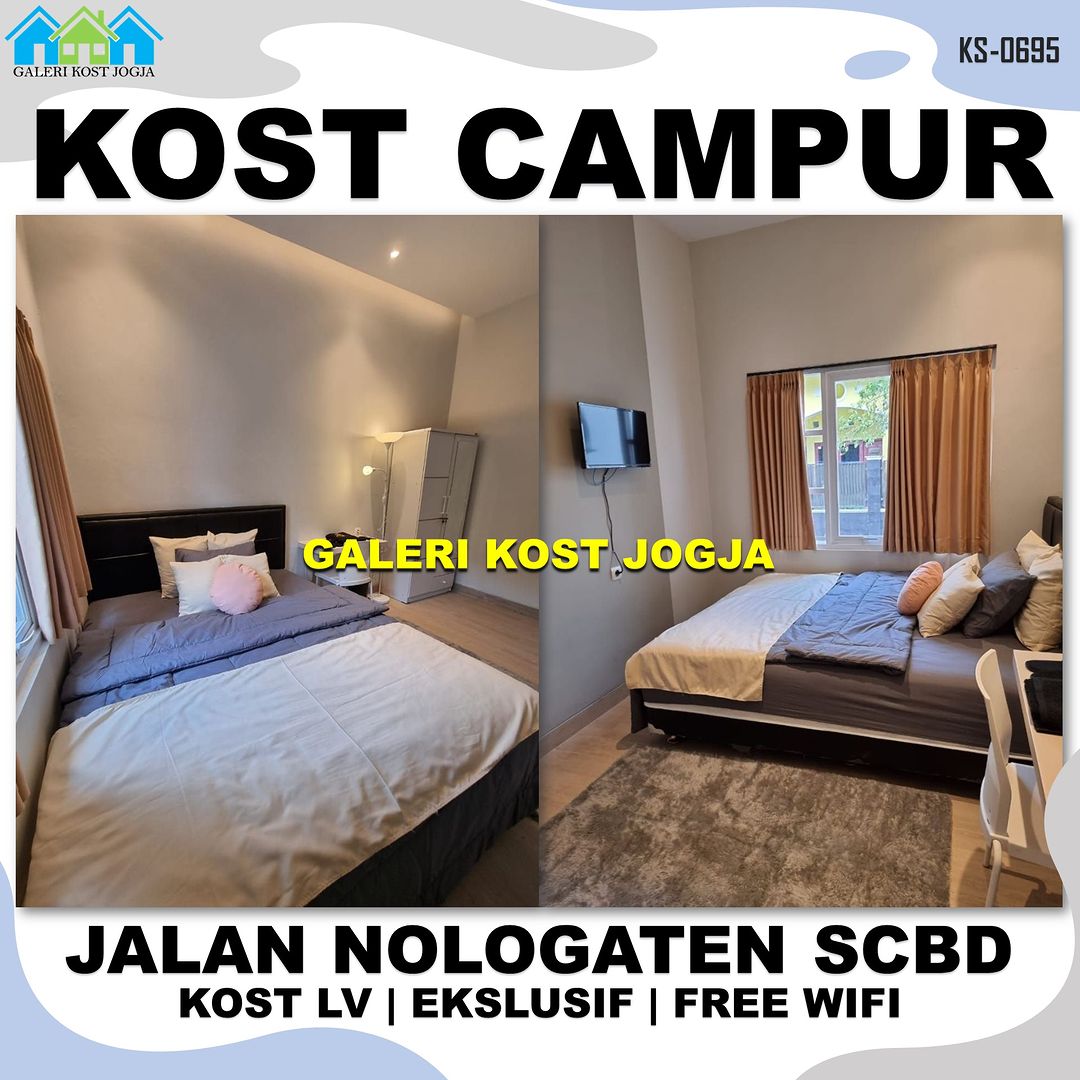 GALERI KOST JOGJA
KS-0695
KOST CAMPUR
GALERI KOST JOGJA
JALAN NOLOGATEN SCBD
KOST LV | EKSLUSIF | FREE WIFI